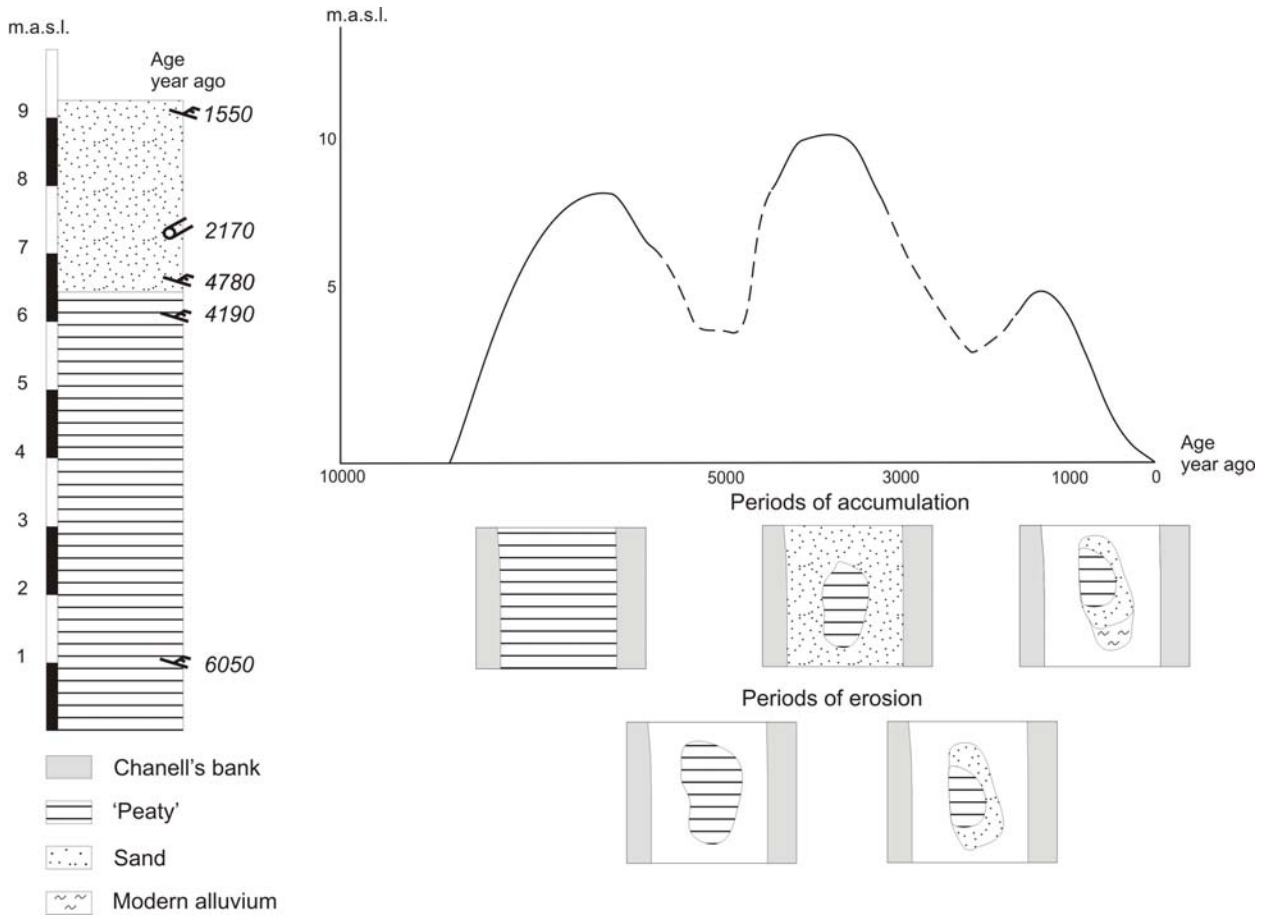 m.a.s.l.
Age
year ago
9
8
7
6
5
4
3
2
1
1550
2170
4780
4190
6050
Chanell's bank
'Peaty'
Sand
Modern alluvium
m.a.s.l.
10
5
10000
5000
3000
1000
0
Age
year ago
Periods of accumulation
Periods of erosion